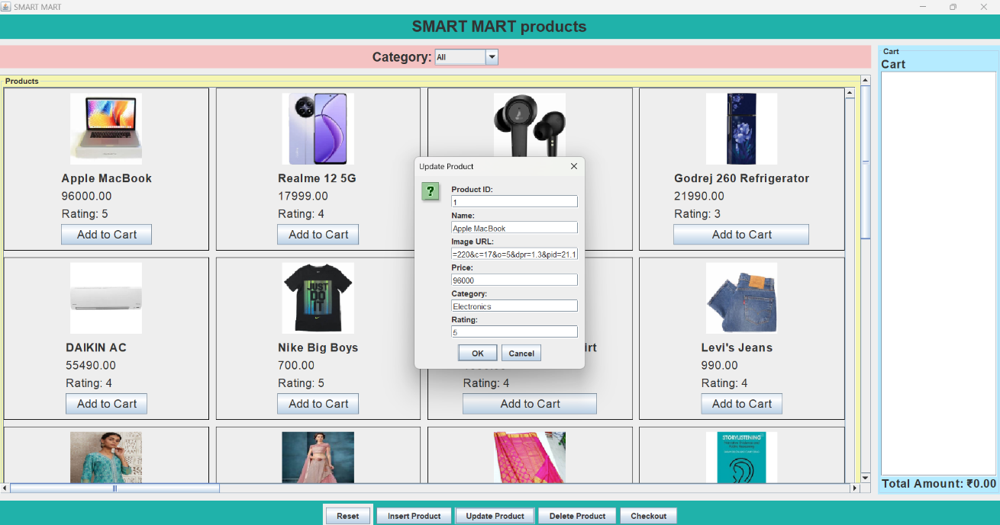 SMART MART
SMART MART products
Category: All
Cart
Cart
Products
Apple MacBook
96000.00
Rating: 5
Add to Cart
Realme 12 5G
17999.00
Rating: 4
Add to Cart
Godrej 260 Refrigerator
21990.00
Rating: 3
Add to Cart
Update Product
?
Product ID:
1
Name:
Apple MacBook
Image URL:
=220&c=17&o=5&dpr=1.3&pid=21.1
Price:
96000
Category:
Electronics
Rating:
5
OK
Cancel
DAIKIN AC
55490.00
Rating: 4
Add to Cart
JUST
DO
IT
Nike Big Boys
700.00
Rating: 5
Add to Cart
Rating: 4
Add to Cart
Levi's Jeans
990.00
Rating: 4
Add to Cart
STORYLISTENING
Total Amount: ₹0.00
Reset
Insert Product
Update Product
Delete Product
Checkout